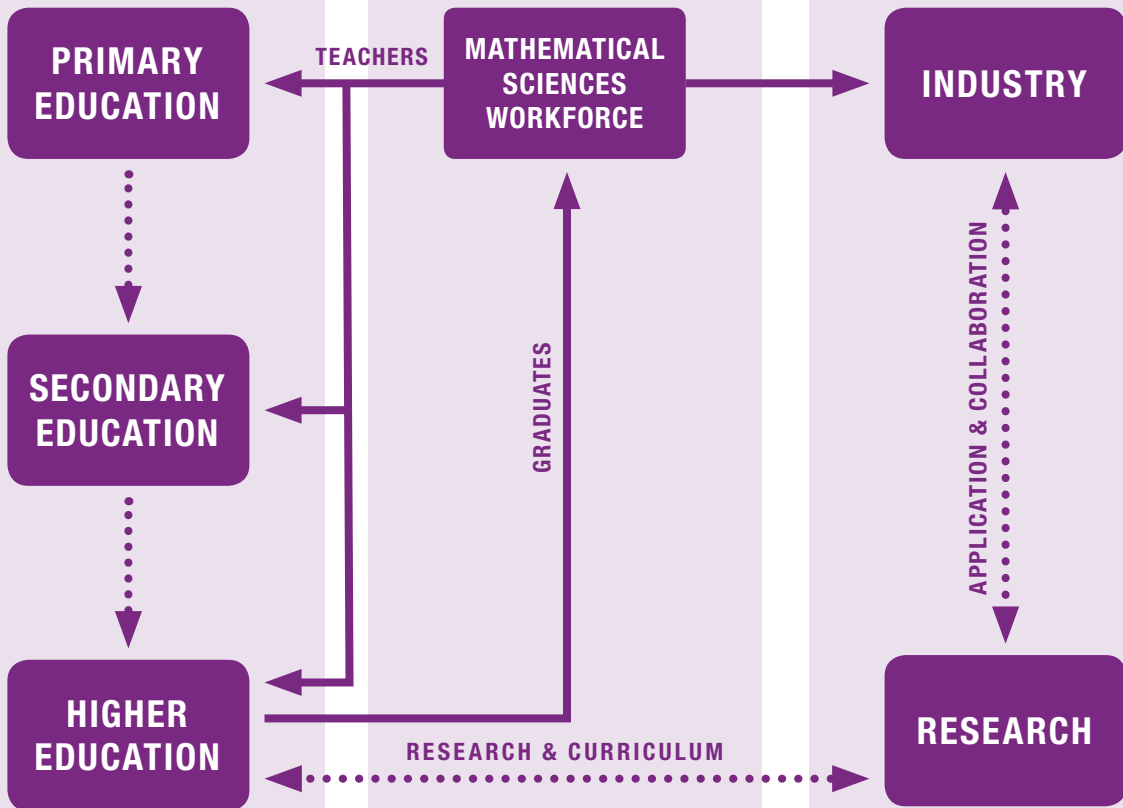 PRIMARY
EDUCATION
TEACHERS
MATHEMATICAL
SCIENCES
WORKFORCE
INDUSTRY
SECONDARY
EDUCATION
GRADUATES
APPLICATION & COLLABORATION
HIGHER
EDUCATION
RESEARCH & CURRICULUM
RESEARCH